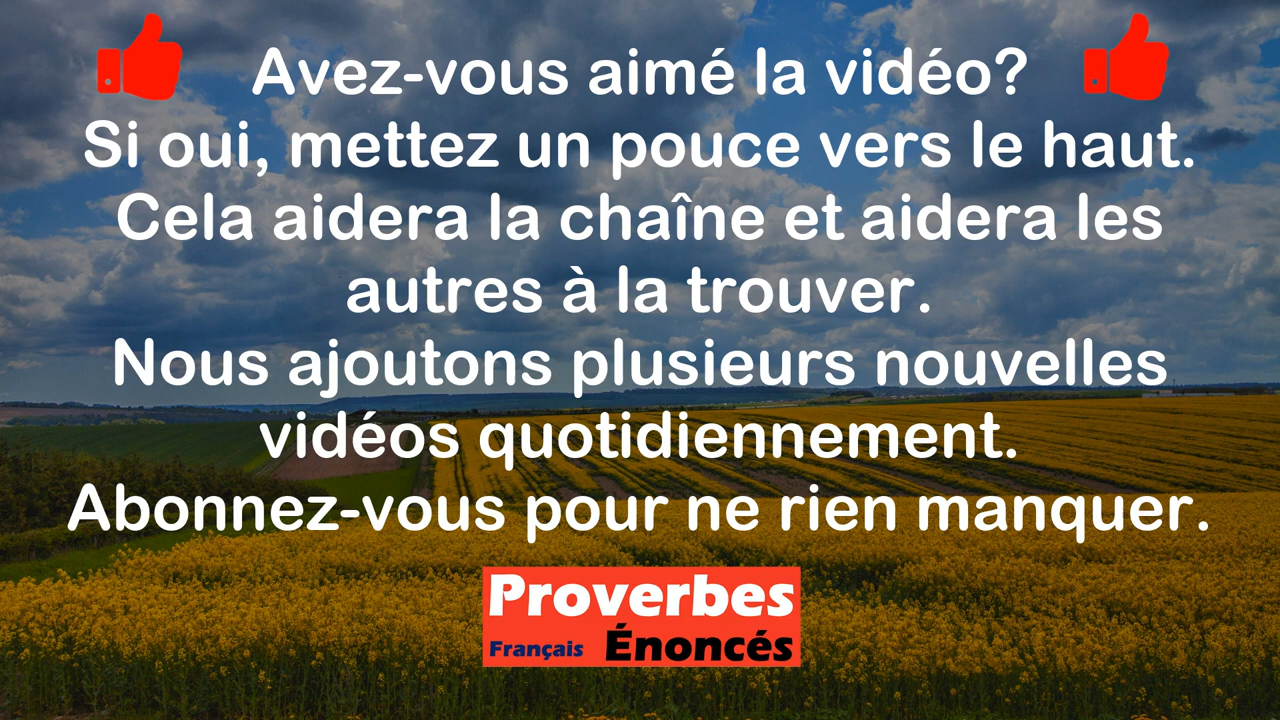 Avez-vous aimé la vidéo?
Si oui, mettez un pouce vers le haut.
Cela aidera la chaîne et aidera les
autres à la trouver.
Nous ajoutons plusieurs nouvelles
vidéos quotidiennement.
Abonnez-vous pour ne rien manquer.
Proverbes
Français Énoncés